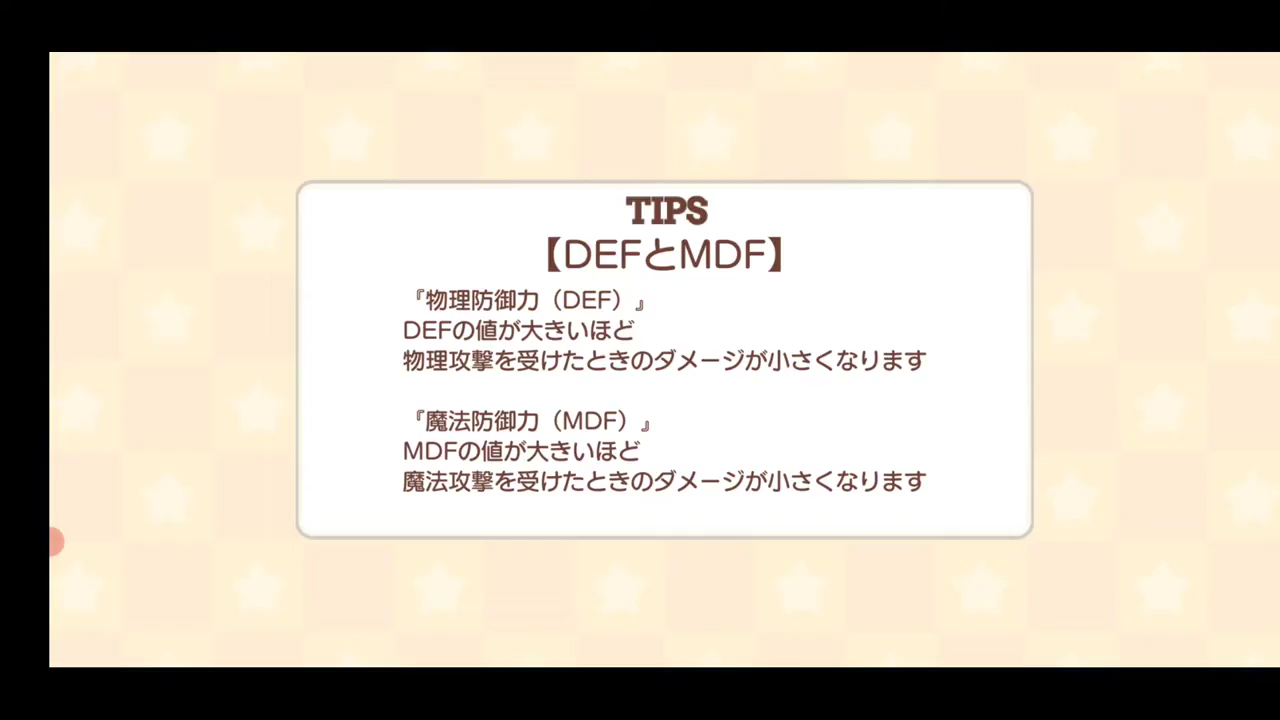 TIPS
【DEFとMDF】
『物理防御力（DEF）』
DEFの値が大きいほど
物理攻撃を受けたときのダメージが小さくなります
『魔法防御力（MDF）』
MDFの値が大きいほど
魔法攻撃を受けたときのダメージが小さくなります